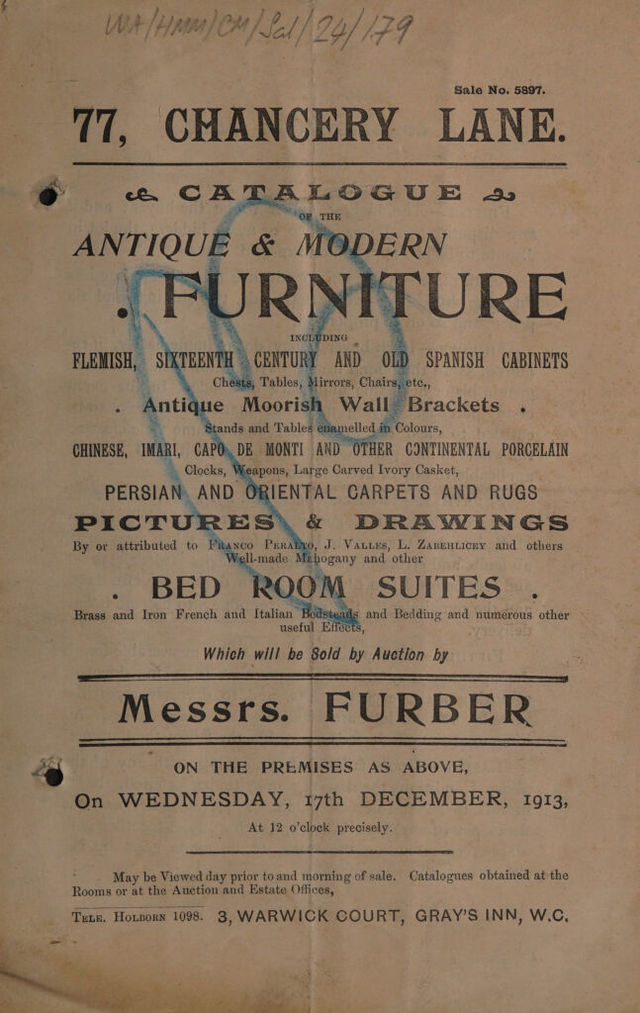 WA/HMM/CM/Sal/24/179
Sale No. 5897.
77, CHANCERY LANE.
CATALOGUE
OF THE
ANTIQUE & MODERN
. FURNITURE
INCLUDING
FLEMISH, SIXTEENTH CENTURY AND OLD SPANISH CABINETS
Chests, Tables, Mirrors, Chairs, etc.,
. Antique Moorish Wall Brackets .
Stands and Tables enamelled in Colours,
CHINESE, IMARI, CAPO DE MONTI AND OTHER CONTINENTAL PORCELAIN
Clocks, Weapons, Large Carved Ivory Casket,
PERSIAN AND ORIENTAL CARPETS AND RUGS
PICTURES & DRAWINGS
By or attributed to Franco J. Valles, L. and others
Well-made Mahogany and other
. BED ROOM SUITES .
Brass and Iron French and Italian Bedsteads and Bedding and numerous other
useful Effects,
Which will be Sold by Auction by
Messrs. FURBER
ON THE PREMISES AS ABOVE,
On WEDNESDAY, 17th DECEMBER, 1913,
At 12 o'clock precisely.
May be Viewed day prior to and morning of sale. Catalogues obtained at the
Rooms or at the Auction and Estate Offices,
Tele. Holborn 1098. 3, WARWICK COURT, GRAY'S INN, W.C.